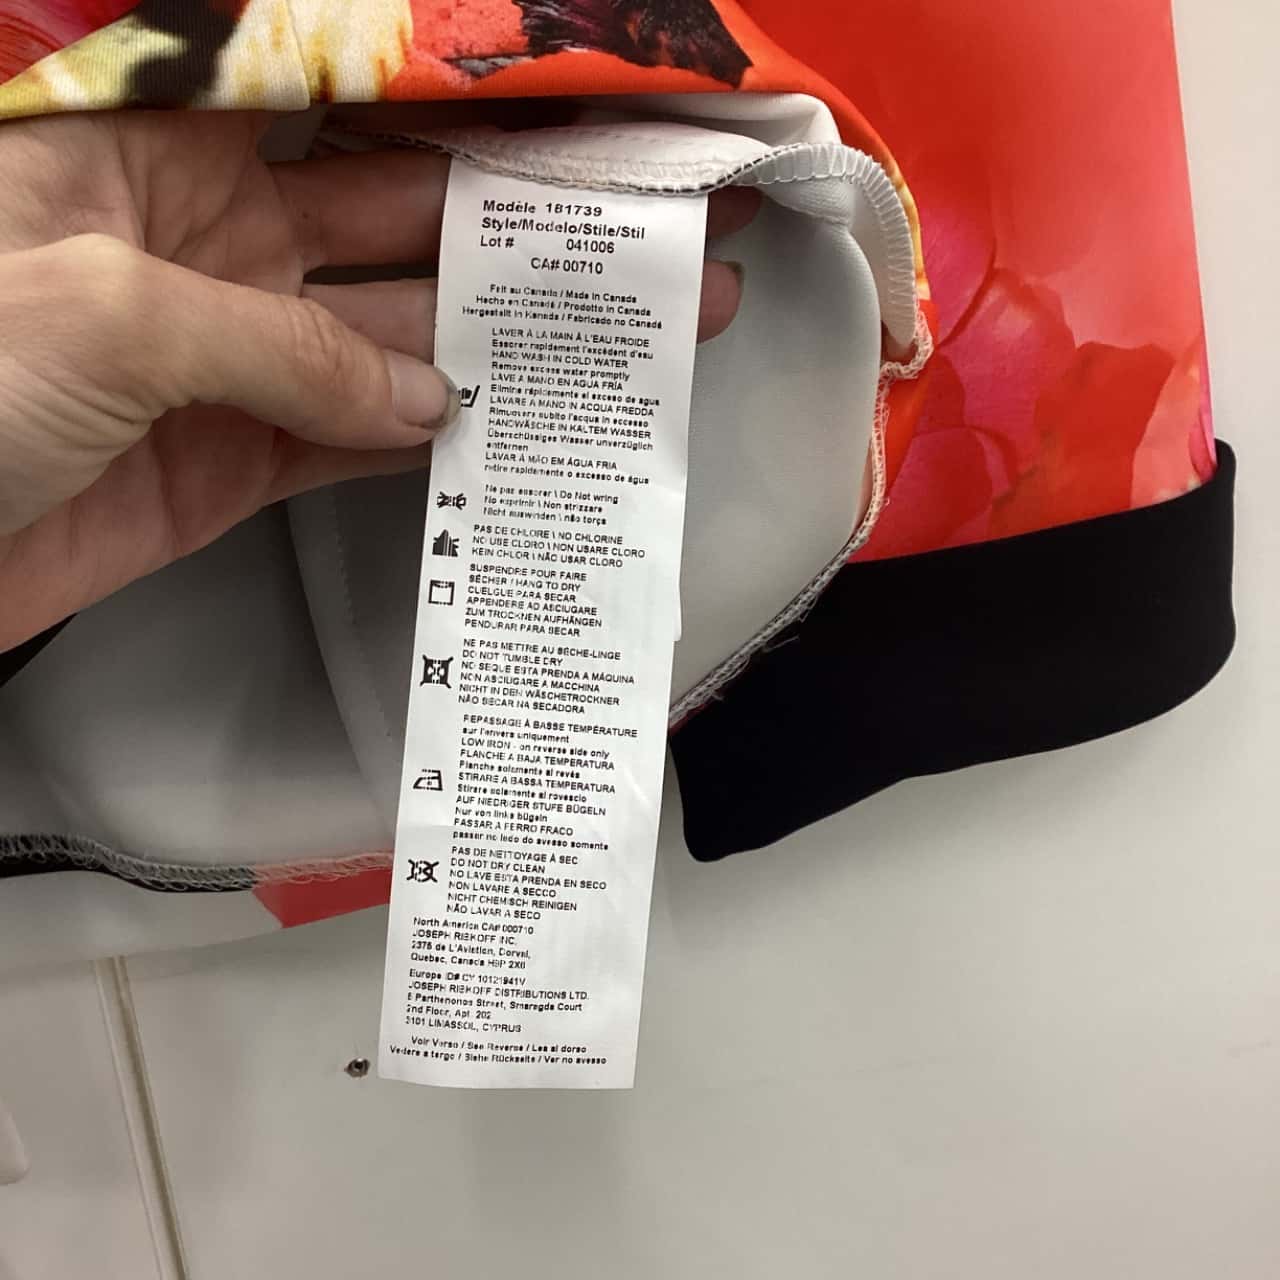 Modèle 181739
Style/Modelo/Stile/Stil
Lot # 041006
CA# 00710
Fait au Canada / Made in Canada
Hecho en Canadá / Prodotto in Canada
Hergestellt in Kanada / Fabricado no Canadá
LAVER À LA MAIN À L'EAU FROIDE
Essorer rapidement l'excédent d'eau
HAND WASH IN COLD WATER
Remove excess water promptly
LAVE A MANO EN AGUA FRÍA
Elimine rápidemente el exceso de agua
LAVARE A MANO IN ACQUA FREDDA
Rimuovere subito l'acqua in eccesso
HANDWÄSCHE IN KALTEM WASSER
Überschüssiges Wasser unverzüglich
entfernen
LAVAR À MÃO EM ÁGUA FRIA
retire rapidamente o excesso de água
Ne pas essorer \ Do Not wring
No exprimir \ Non strizzare
Nicht auswinden \ não torça
PAS DE CHLORE \ NO CHLORINE
NO USE CLORO \ NON USARE CLORO
KEIN CHLOR \ NÃO USAR CLORO
SUSPENDRE POUR FAIRE
SÉCHER / HANG TO DRY
CUELGUE PARA SECAR
APPENDERE AD ASCIUGARE
ZUM TROCKNEN AUFHÄNGEN
PENDURAR PARA SECAR
NE PAS METTRE AU SÈCHE-LINGE
DO NOT TUMBLE DRY
NO SEQUE ESTA PRENDA A MÁQUINA
NON ASCIUGARE A MACCHINA
NICHT IN DEN WÄSCHETROCKNER
NÃO SECAR NA SECADORA
REPASSAGE À BASSE TEMPÉRATURE
sur l'envers uniquement
LOW IRON - on reverse side only
PLANCHE A BAJA TEMPERATURA
Planche solamente al revés
STIRARE A BASSA TEMPERATURA
Stirare solamente al rovescio
AUF NIEDRIGER STUFE BÜGELN
Nur von links bügeln
PASSAR A FERRO FRACO
passar no lado do avesso somente
PAS DE NETTOYAGE À SEC
DO NOT DRY CLEAN
NO LAVE ESTA PRENDA EN SECO
NON LAVARE A SECCO
NICHT CHEMISCH REINIGEN
NÃO LAVAR A SECO
North America CA# 000710
JOSEPH RIBKOFF INC.
2375 de L'Aviation, Dorval,
Quebec, Canada H9P 2X6
Europe ID# CY 10121941V
JOSEPH RIBKOFF DISTRIBUTIONS LTD.
8 Parthenonos Street, Smaragda Court
2nd Floor, Apt. 202
3101 LIMASSOL, CYPRUS
Voir Verso / See Reverse / Lea al dorso
Vedere a tergo / Siehe Rückseite / Ver no avesso